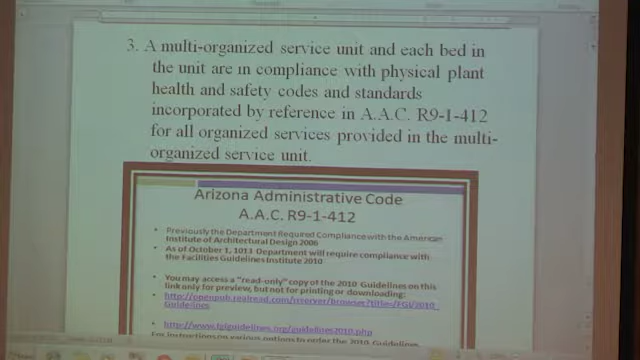 3. A multi-organized service unit and each bed in
the unit are in compliance with physical plant
health and safety codes and standards
incorporated by reference in A.A.C. R9-1-412
for all organized services provided in the multi-
organized service unit.
Arizona Administrative Code
A.A.C. R9-1-412
• Previously the Department Required Compliance with the American
Institute of Architectural Design 2006
• As of October 1, 1013 Department will require compliance with
the Facilities Guidelines Institute 2010
• You may access a "read-only" copy of the 2010 Guidelines on this
link only for preview, but not for printing or downloading:
• http://openpub.realread.com/rrserver/browser?title=/FGI/2010_
Guidelines
• http://www.fgiguidelines.org/guidelines2010.php
For instructions on various options to order the 2010 Guidelines